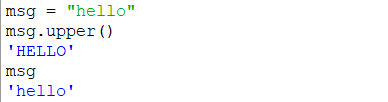 msg = "hello"
msg.upper()
'HELLO'
msg
'hello'